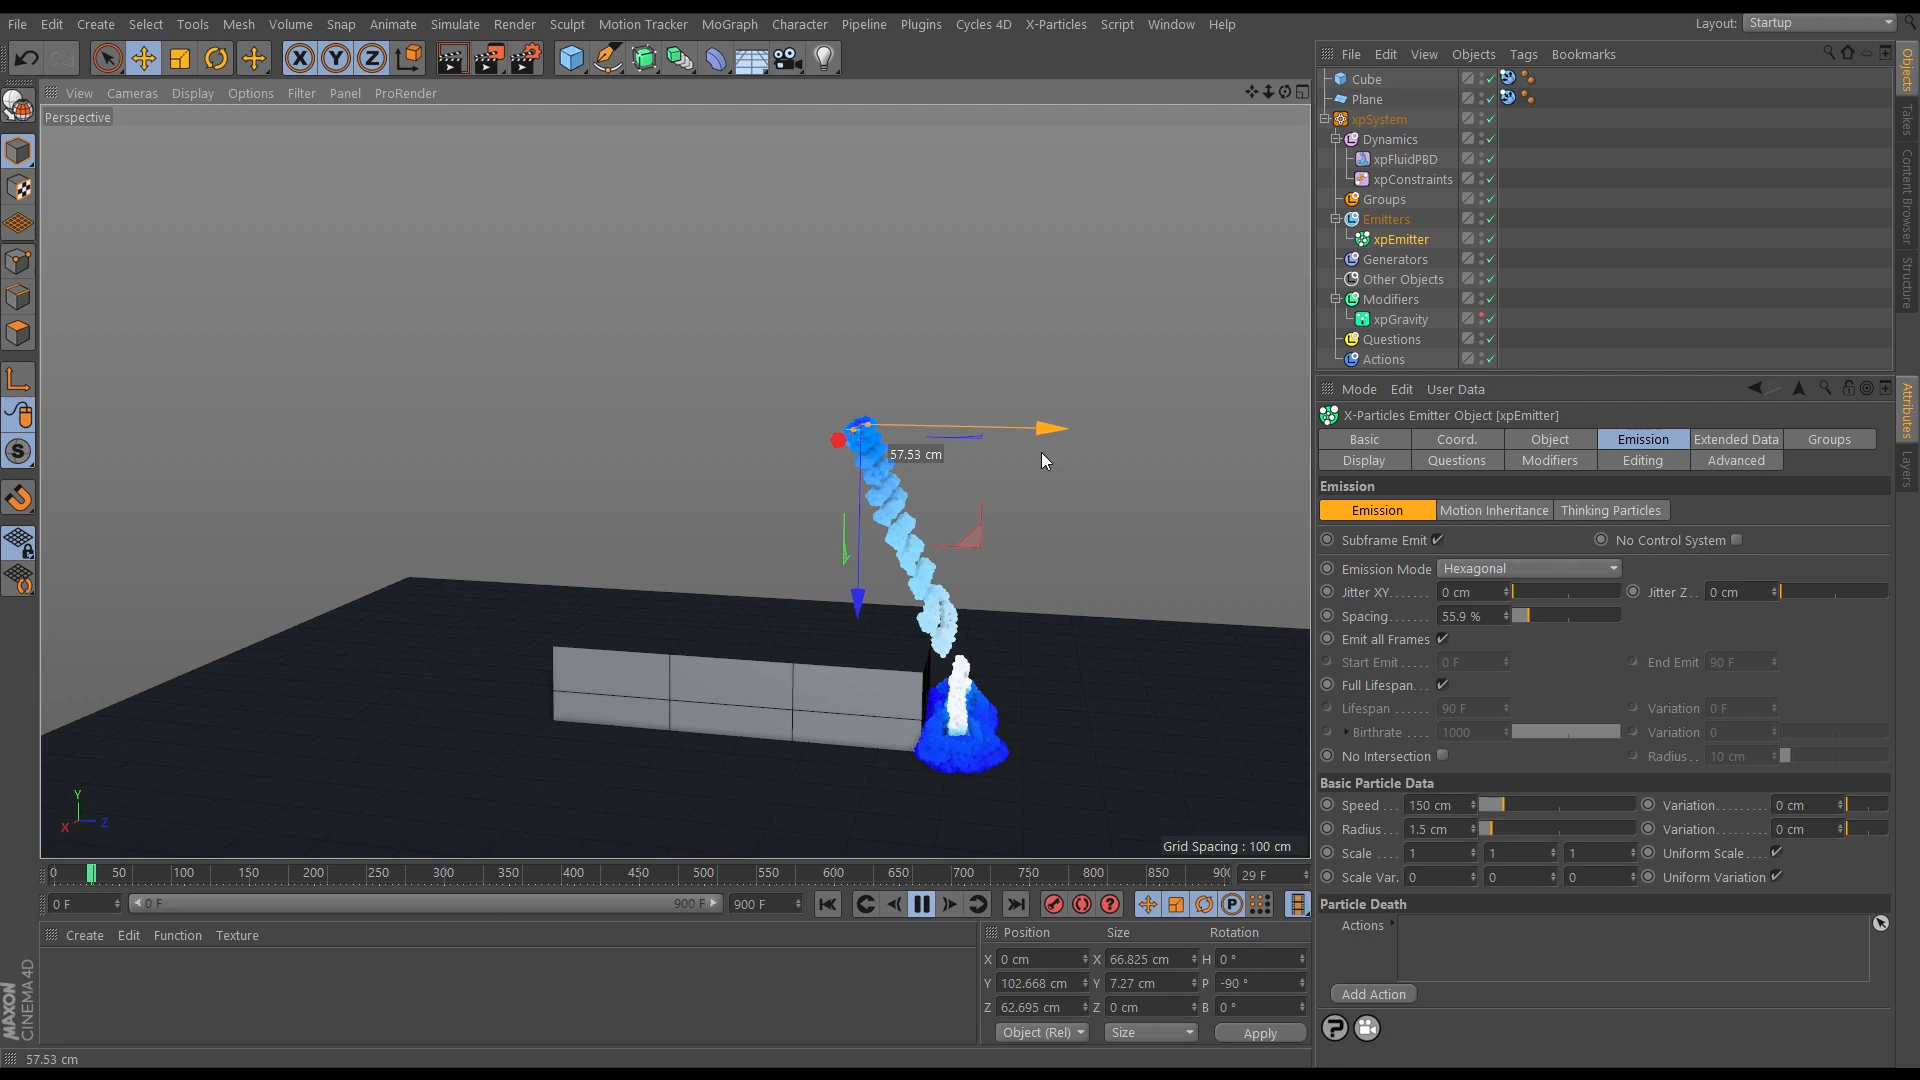 File Edit Create Select Tools Mesh Volume Snap Animate Simulate Render Sculpt Motion Tracker MoGraph Character Pipeline Plugins Cycles 4D X-Particles Script Window Help Layout: Startup
X Y Z
File Edit View Objects Tags Bookmarks
View Cameras Display Options Filter Panel ProRender
Perspective
Cube
Plane
xpSystem
Dynamics
xpFluidPBD
xpConstraints
Groups
Emitters
xpEmitter
Generators
Other Objects
Modifiers
xpGravity
Questions
Actions
Objects
Takes
Content Browser
Structure
Mode Edit User Data
X-Particles Emitter Object [xpEmitter]
Basic Coord. Object Emission Extended Data Groups
Display Questions Modifiers Editing Advanced
Emission
Emission Motion Inheritance Thinking Particles
Subframe Emit No Control System
Emission Mode Hexagonal
Jitter XY....... 0 cm Jitter Z.. 0 cm
Spacing....... 55.9 %
Emit all Frames
Start Emit ..... 0 F End Emit 90 F
Full Lifespan...
Lifespan ...... 90 F Variation 0 F
Birthrate .... 1000 Variation 0
No Intersection Radius.. 10 cm
Basic Particle Data
Speed ... 150 cm Variation......... 0 cm
Radius... 1.5 cm Variation......... 0 cm
Scale .... 1 1 1 Uniform Scale....
Scale Var. 0 0 0 Uniform Variation
Particle Death
Actions
Add Action
Attributes
Layers
57.53 cm
Y
X Z
Grid Spacing : 100 cm
0 50 100 150 200 250 300 350 400 450 500 550 600 650 700 750 800 850 90 29 F
0 F 0 F 900 F 900 F
P
Create Edit Function Texture
Position Size Rotation
X 0 cm X 66.825 cm H 0 °
Y 102.668 cm Y 7.27 cm P -90 °
Z 62.695 cm Z 0 cm B 0 °
Object (Rel) Size Apply
MAXON
CINEMA 4D
57.53 cm